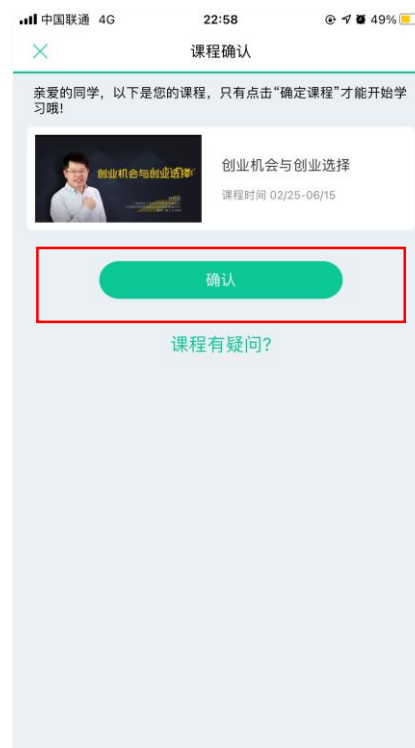 中国联通 4G 22:58 49%
课程确认
亲爱的同学，以下是您的课程，只有点击“确定课程”才能开始学
习哦!
创业机会与创业选择
创业机会与创业选择
课程时间 02/25-06/15
确认
课程有疑问?